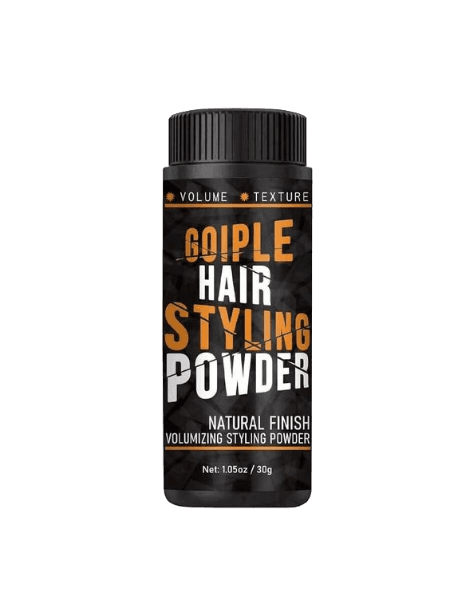 VOLUME TEXTURE
GOIPLE
HAIR
STYLING
POWDER
NATURAL FINISH
VOLUMIZING STYLING POWDER
Net: 1.05oz / 30g